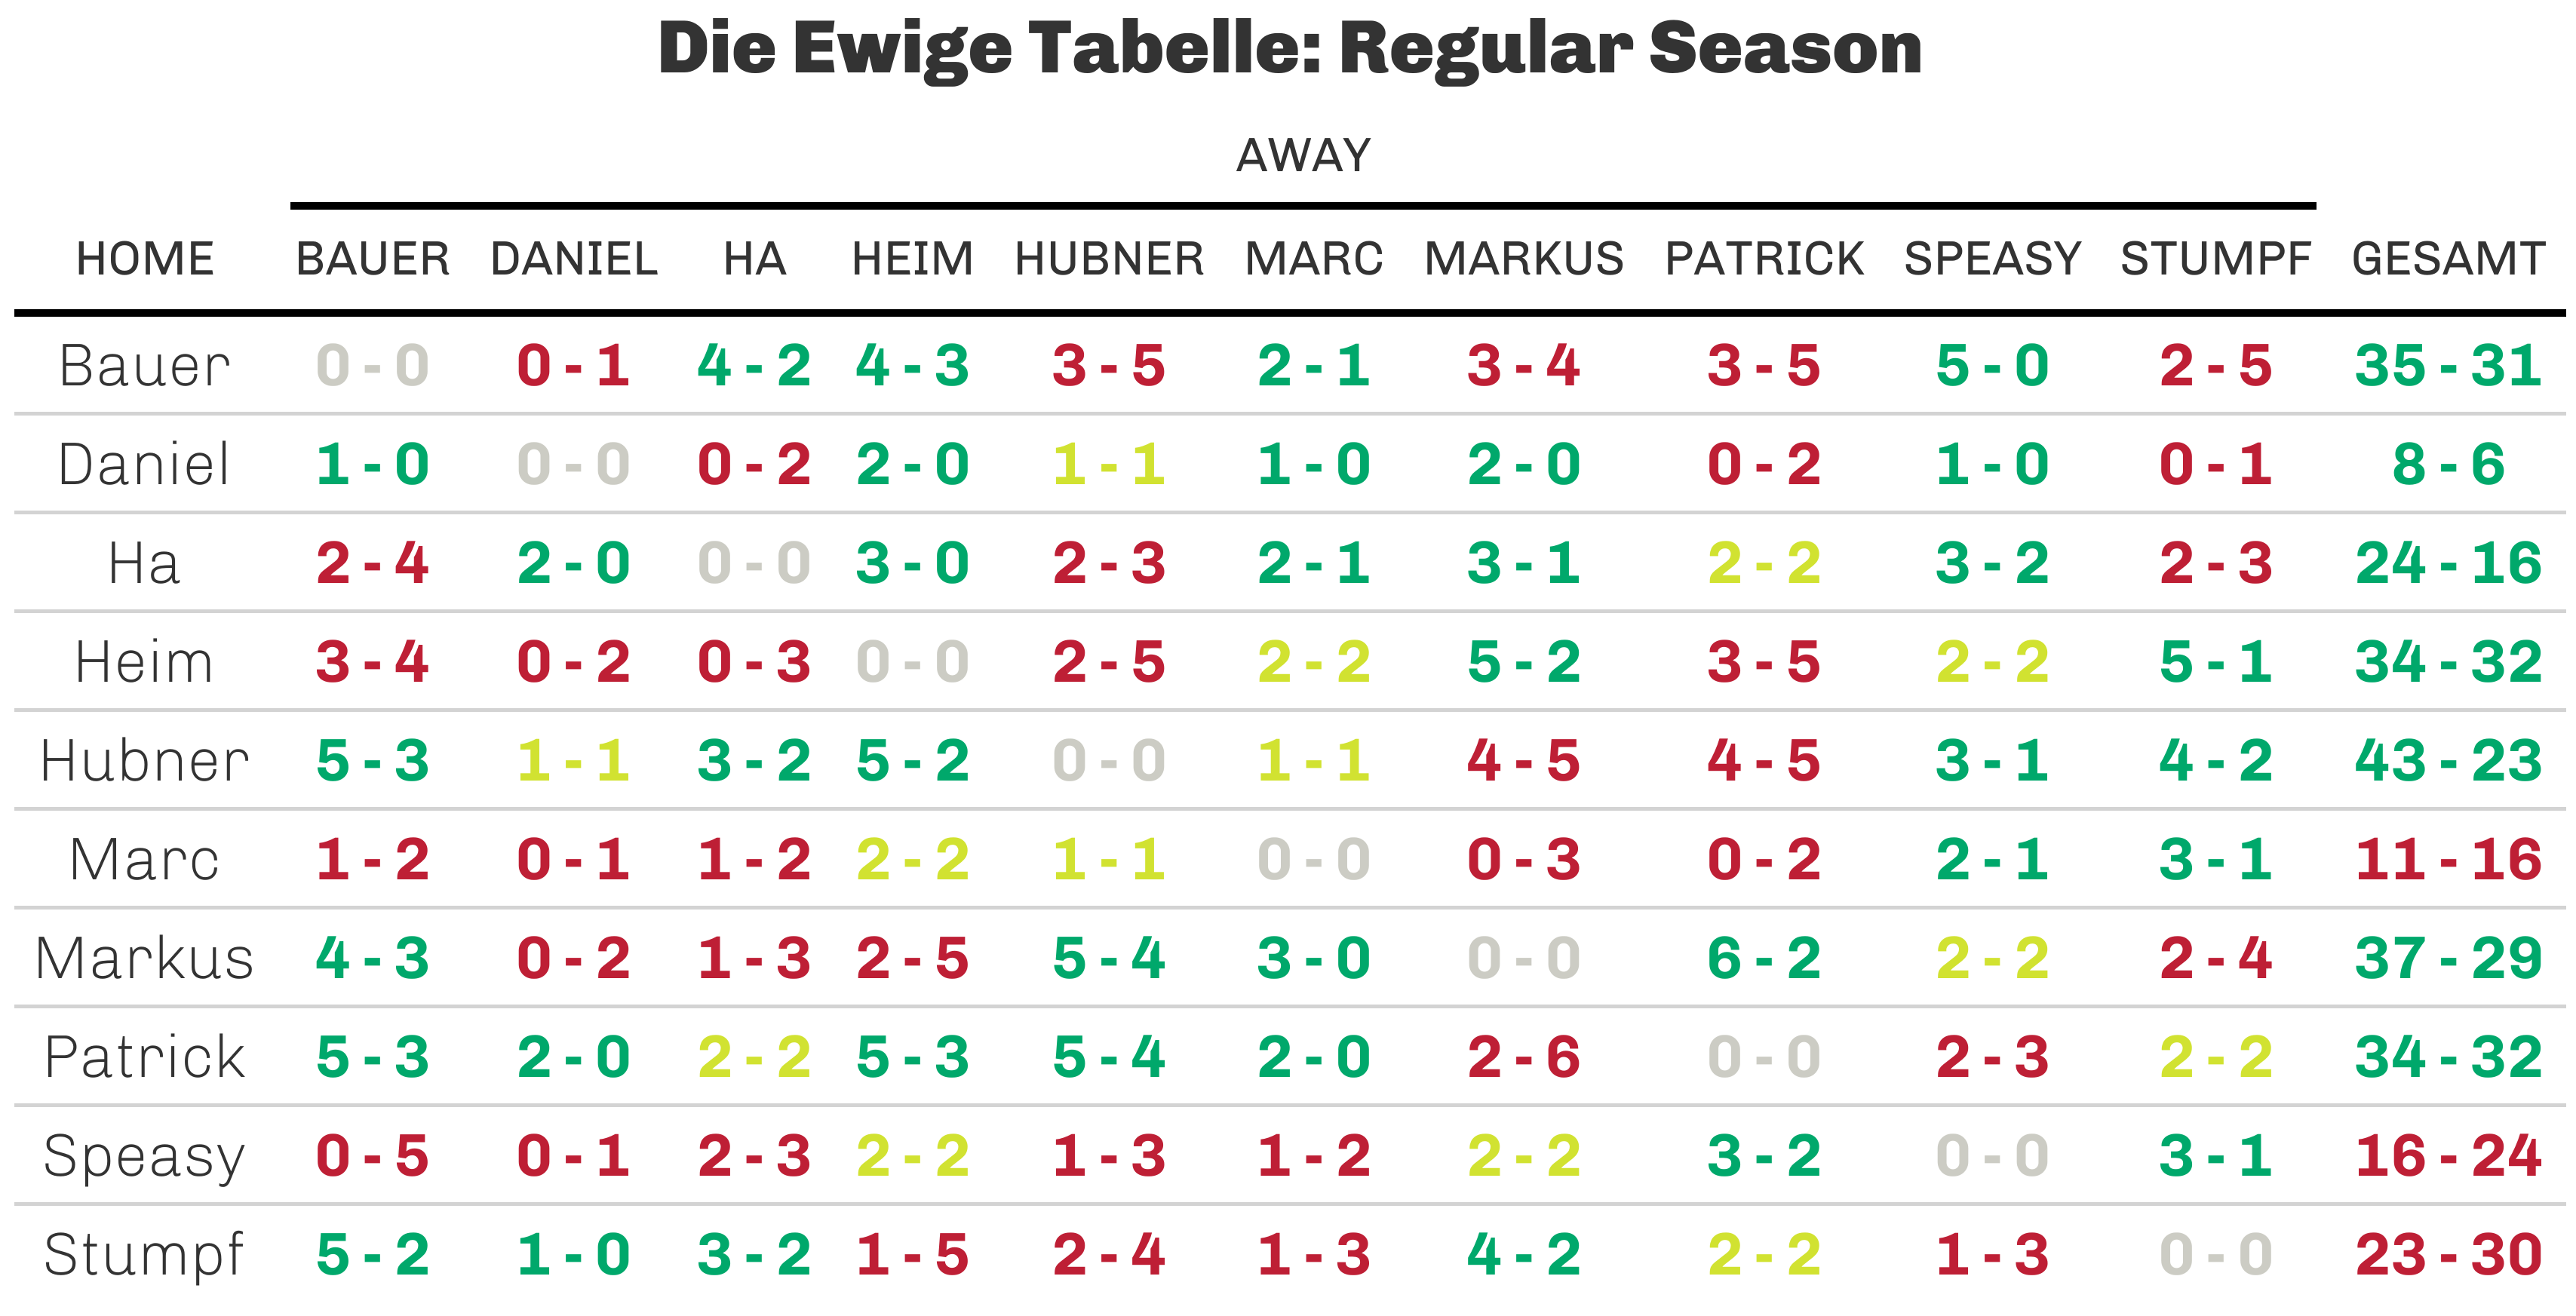 Die Ewige Tabelle: Regular Season
AWAY
HOME BAUER DANIEL HA HEIM HUBNER MARC MARKUS PATRICK SPEASY STUMPF GESAMT
Bauer 0 - 0 0 - 1 4 - 2 4 - 3 3 - 5 2 - 1 3 - 4 3 - 5 5 - 0 2 - 5 35 - 31
Daniel 1 - 0 0 - 0 0 - 2 2 - 0 1 - 1 1 - 0 2 - 0 0 - 2 1 - 0 0 - 1 8 - 6
Ha 2 - 4 2 - 0 0 - 0 3 - 0 2 - 3 2 - 1 3 - 1 2 - 2 3 - 2 2 - 3 24 - 16
Heim 3 - 4 0 - 2 0 - 3 0 - 0 2 - 5 2 - 2 5 - 2 3 - 5 2 - 2 5 - 1 34 - 32
Hubner 5 - 3 1 - 1 3 - 2 5 - 2 0 - 0 1 - 1 4 - 5 4 - 5 3 - 1 4 - 2 43 - 23
Marc 1 - 2 0 - 1 1 - 2 2 - 2 1 - 1 0 - 0 0 - 3 0 - 2 2 - 1 3 - 1 11 - 16
Markus 4 - 3 0 - 2 1 - 3 2 - 5 5 - 4 3 - 0 0 - 0 6 - 2 2 - 2 2 - 4 37 - 29
Patrick 5 - 3 2 - 0 2 - 2 5 - 3 5 - 4 2 - 0 2 - 6 0 - 0 2 - 3 2 - 2 34 - 32
Speasy 0 - 5 0 - 1 2 - 3 2 - 2 1 - 3 1 - 2 2 - 2 3 - 2 0 - 0 3 - 1 16 - 24
Stumpf 5 - 2 1 - 0 3 - 2 1 - 5 2 - 4 1 - 3 4 - 2 2 - 2 1 - 3 0 - 0 23 - 30